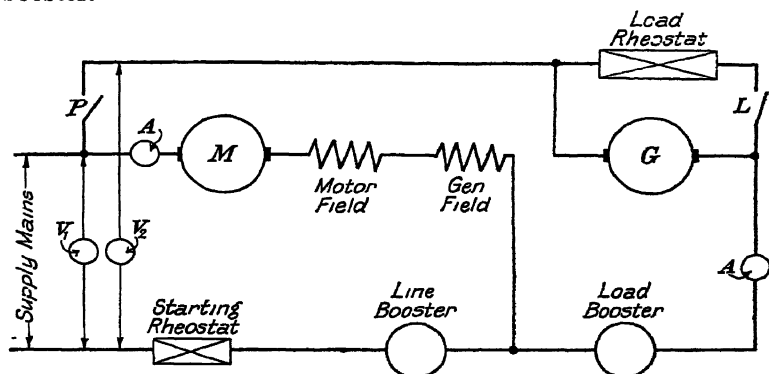 Load
Rheostat
P
A
M
L
G
Motor
Field
Gen
Field
Supply Mains
V1
V2
A
Starting
Rheostat
Line
Booster
Load
Booster